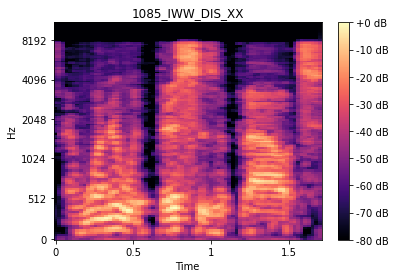 1085_IWW_DIS_XX
+0 dB
8192
-10 dB
4096
-20 dB
-30 dB
2048
Hz
-40 dB
1024
-50 dB
512
-60 dB
-70 dB
0
-80 dB
0 0.5 1 1.5
Time